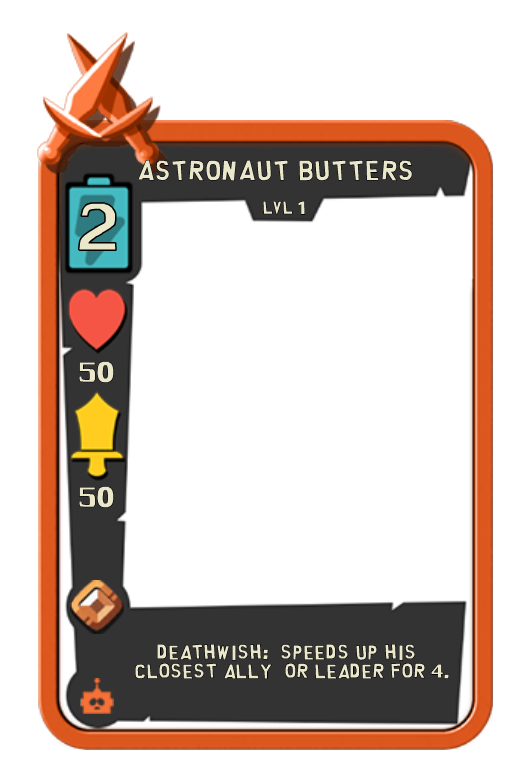 ASTRONAUT BUTTERS
LVL 1
2
50
50
DEATHWISH: SPEEDS UP HIS
CLOSEST ALLY OR LEADER FOR 4.